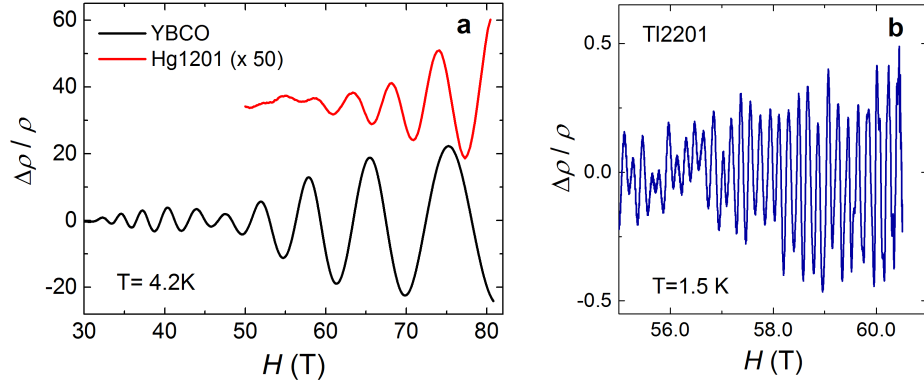 a
YBCO
Hg1201 (x 50)
60
40
20
0
-20
Δρ / ρ
T= 4.2K
30 40 50 60 70 80
H (T)
b
Tl2201
0.5
0.0
-0.5
Δρ / ρ
T=1.5 K
56.0 58.0 60.0
H (T)